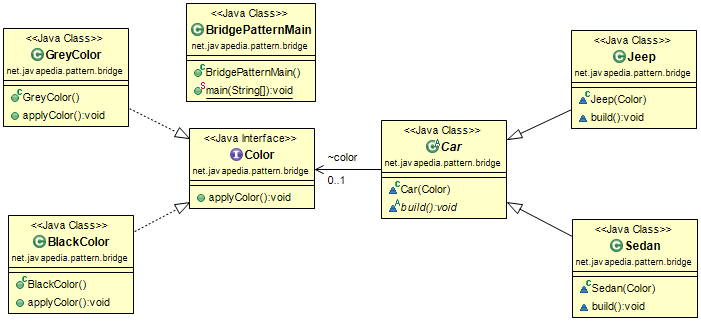 <<Java Class>>
GreyColor
net.javapedia.pattern.bridge
GreyColor()
applyColor():void
<<Java Class>>
BridgePatternMain
net.javapedia.pattern.bridge
BridgePatternMain()
main(String[]):void
<<Java Interface>>
Color
net.javapedia.pattern.bridge
applyColor():void
<<Java Class>>
BlackColor
net.javapedia.pattern.bridge
BlackColor()
applyColor():void
~color
0..1
<<Java Class>>
Car
net.javapedia.pattern.bridge
Car(Color)
build():void
<<Java Class>>
Jeep
net.javapedia.pattern.bridge
Jeep(Color)
build():void
<<Java Class>>
Sedan
net.javapedia.pattern.bridge
Sedan(Color)
build():void